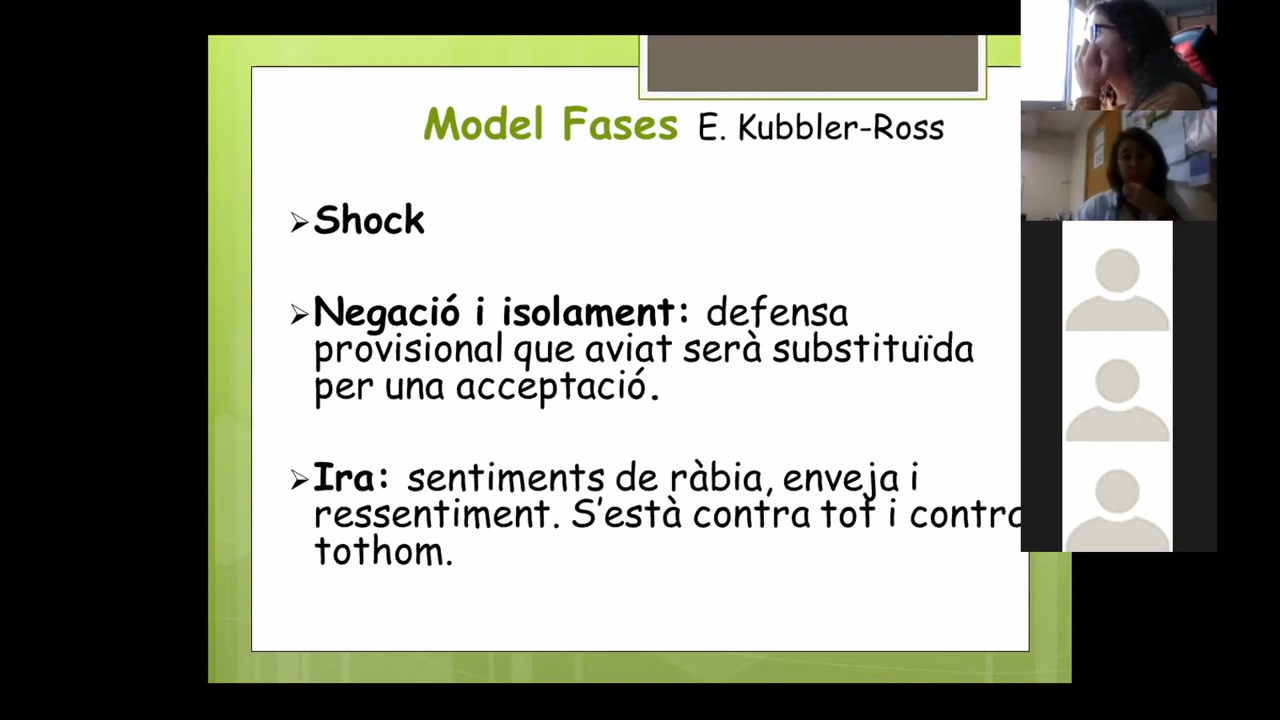 Model Fases E. Kubbler-Ross
Shock
Negació i isolament: defensa
provisional que aviat serà substituïda
per una acceptació.
Ira: sentiments de ràbia, enveja i
ressentiment. S’està contra tot i contra
tothom.